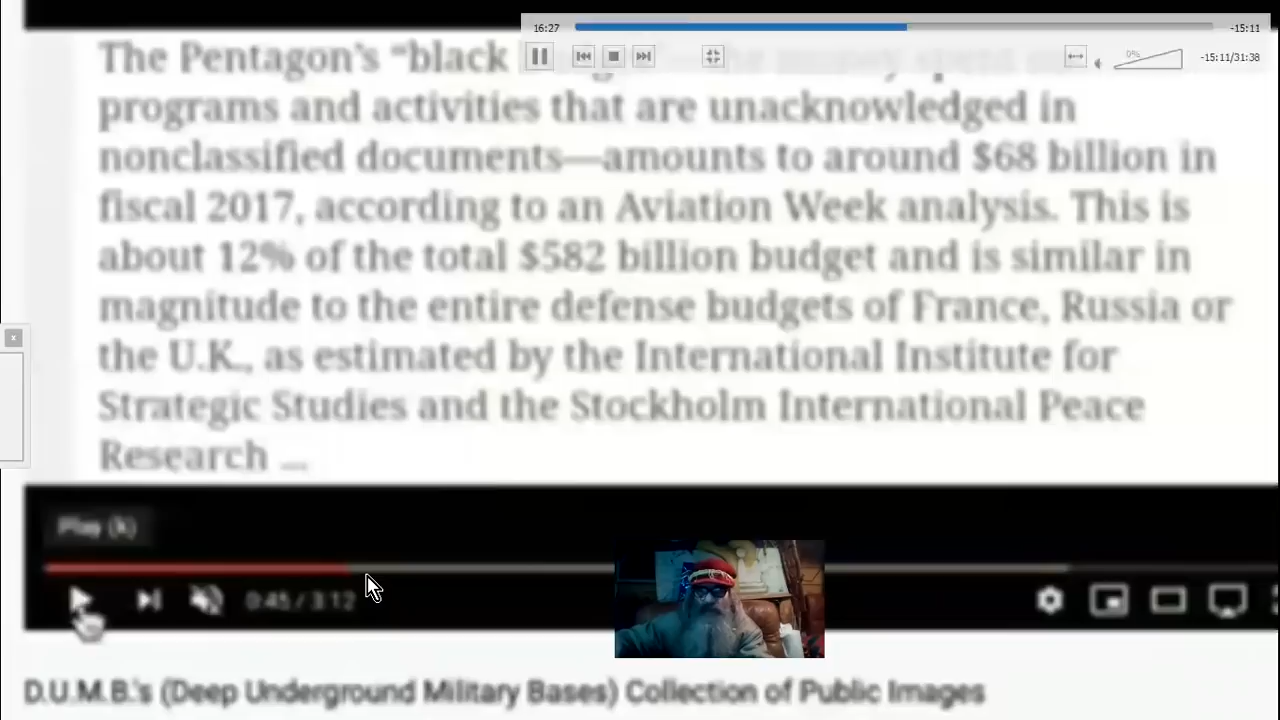 16:27
-15:11
The Pentagon's “black
0%
-15:11/31:38
programs and activities that are unacknowledged in
nonclassified documents—amounts to around $68 billion in
fiscal 2017, according to an Aviation Week analysis. This is
about 12% of the total $582 billion budget and is similar in
magnitude to the entire defense budgets of France, Russia or
the U.K., as estimated by the International Institute for
Strategic Studies and the Stockholm International Peace
Research ...
Play (k)
0:45 / 3:12
D.U.M.B.'s (Deep Underground Military Bases) Collection of Public Images